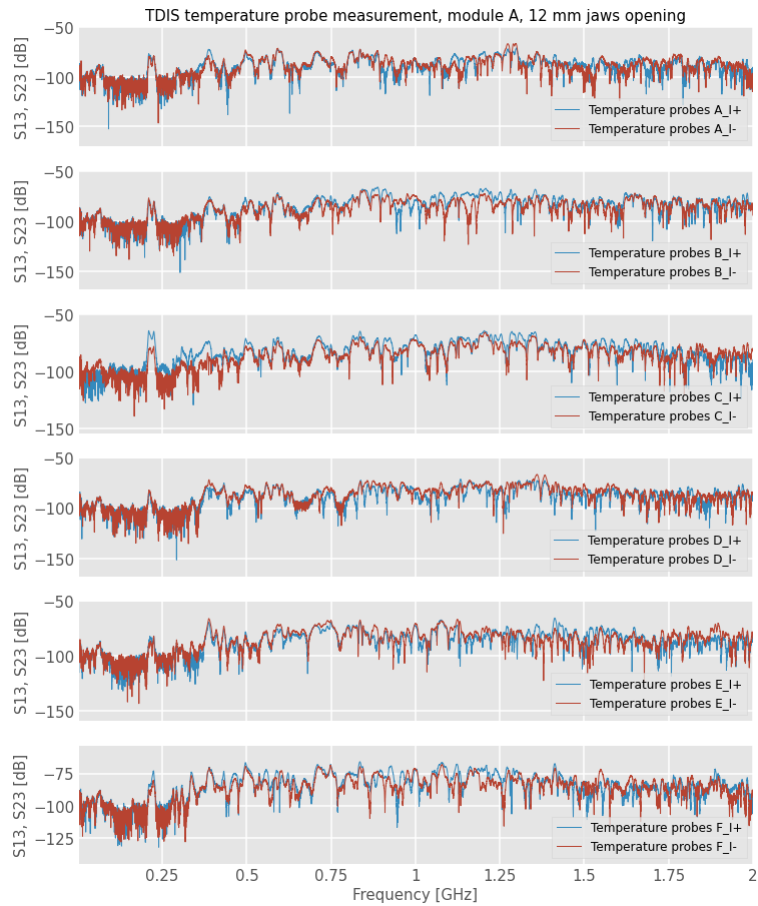 TDIS temperature probe measurement, module A, 12 mm jaws opening
S13, S23 [dB]
−50
−100
−150
Temperature probes A_I+
Temperature probes A_I-
S13, S23 [dB]
−50
−100
−150
Temperature probes B_I+
Temperature probes B_I-
S13, S23 [dB]
−50
−100
−150
Temperature probes C_I+
Temperature probes C_I-
S13, S23 [dB]
−50
−100
−150
Temperature probes D_I+
Temperature probes D_I-
S13, S23 [dB]
−50
−100
−150
Temperature probes E_I+
Temperature probes E_I-
S13, S23 [dB]
−75
−100
−125
Temperature probes F_I+
Temperature probes F_I-
0.25 0.5 0.75 1 1.25 1.5 1.75 2
Frequency [GHz]